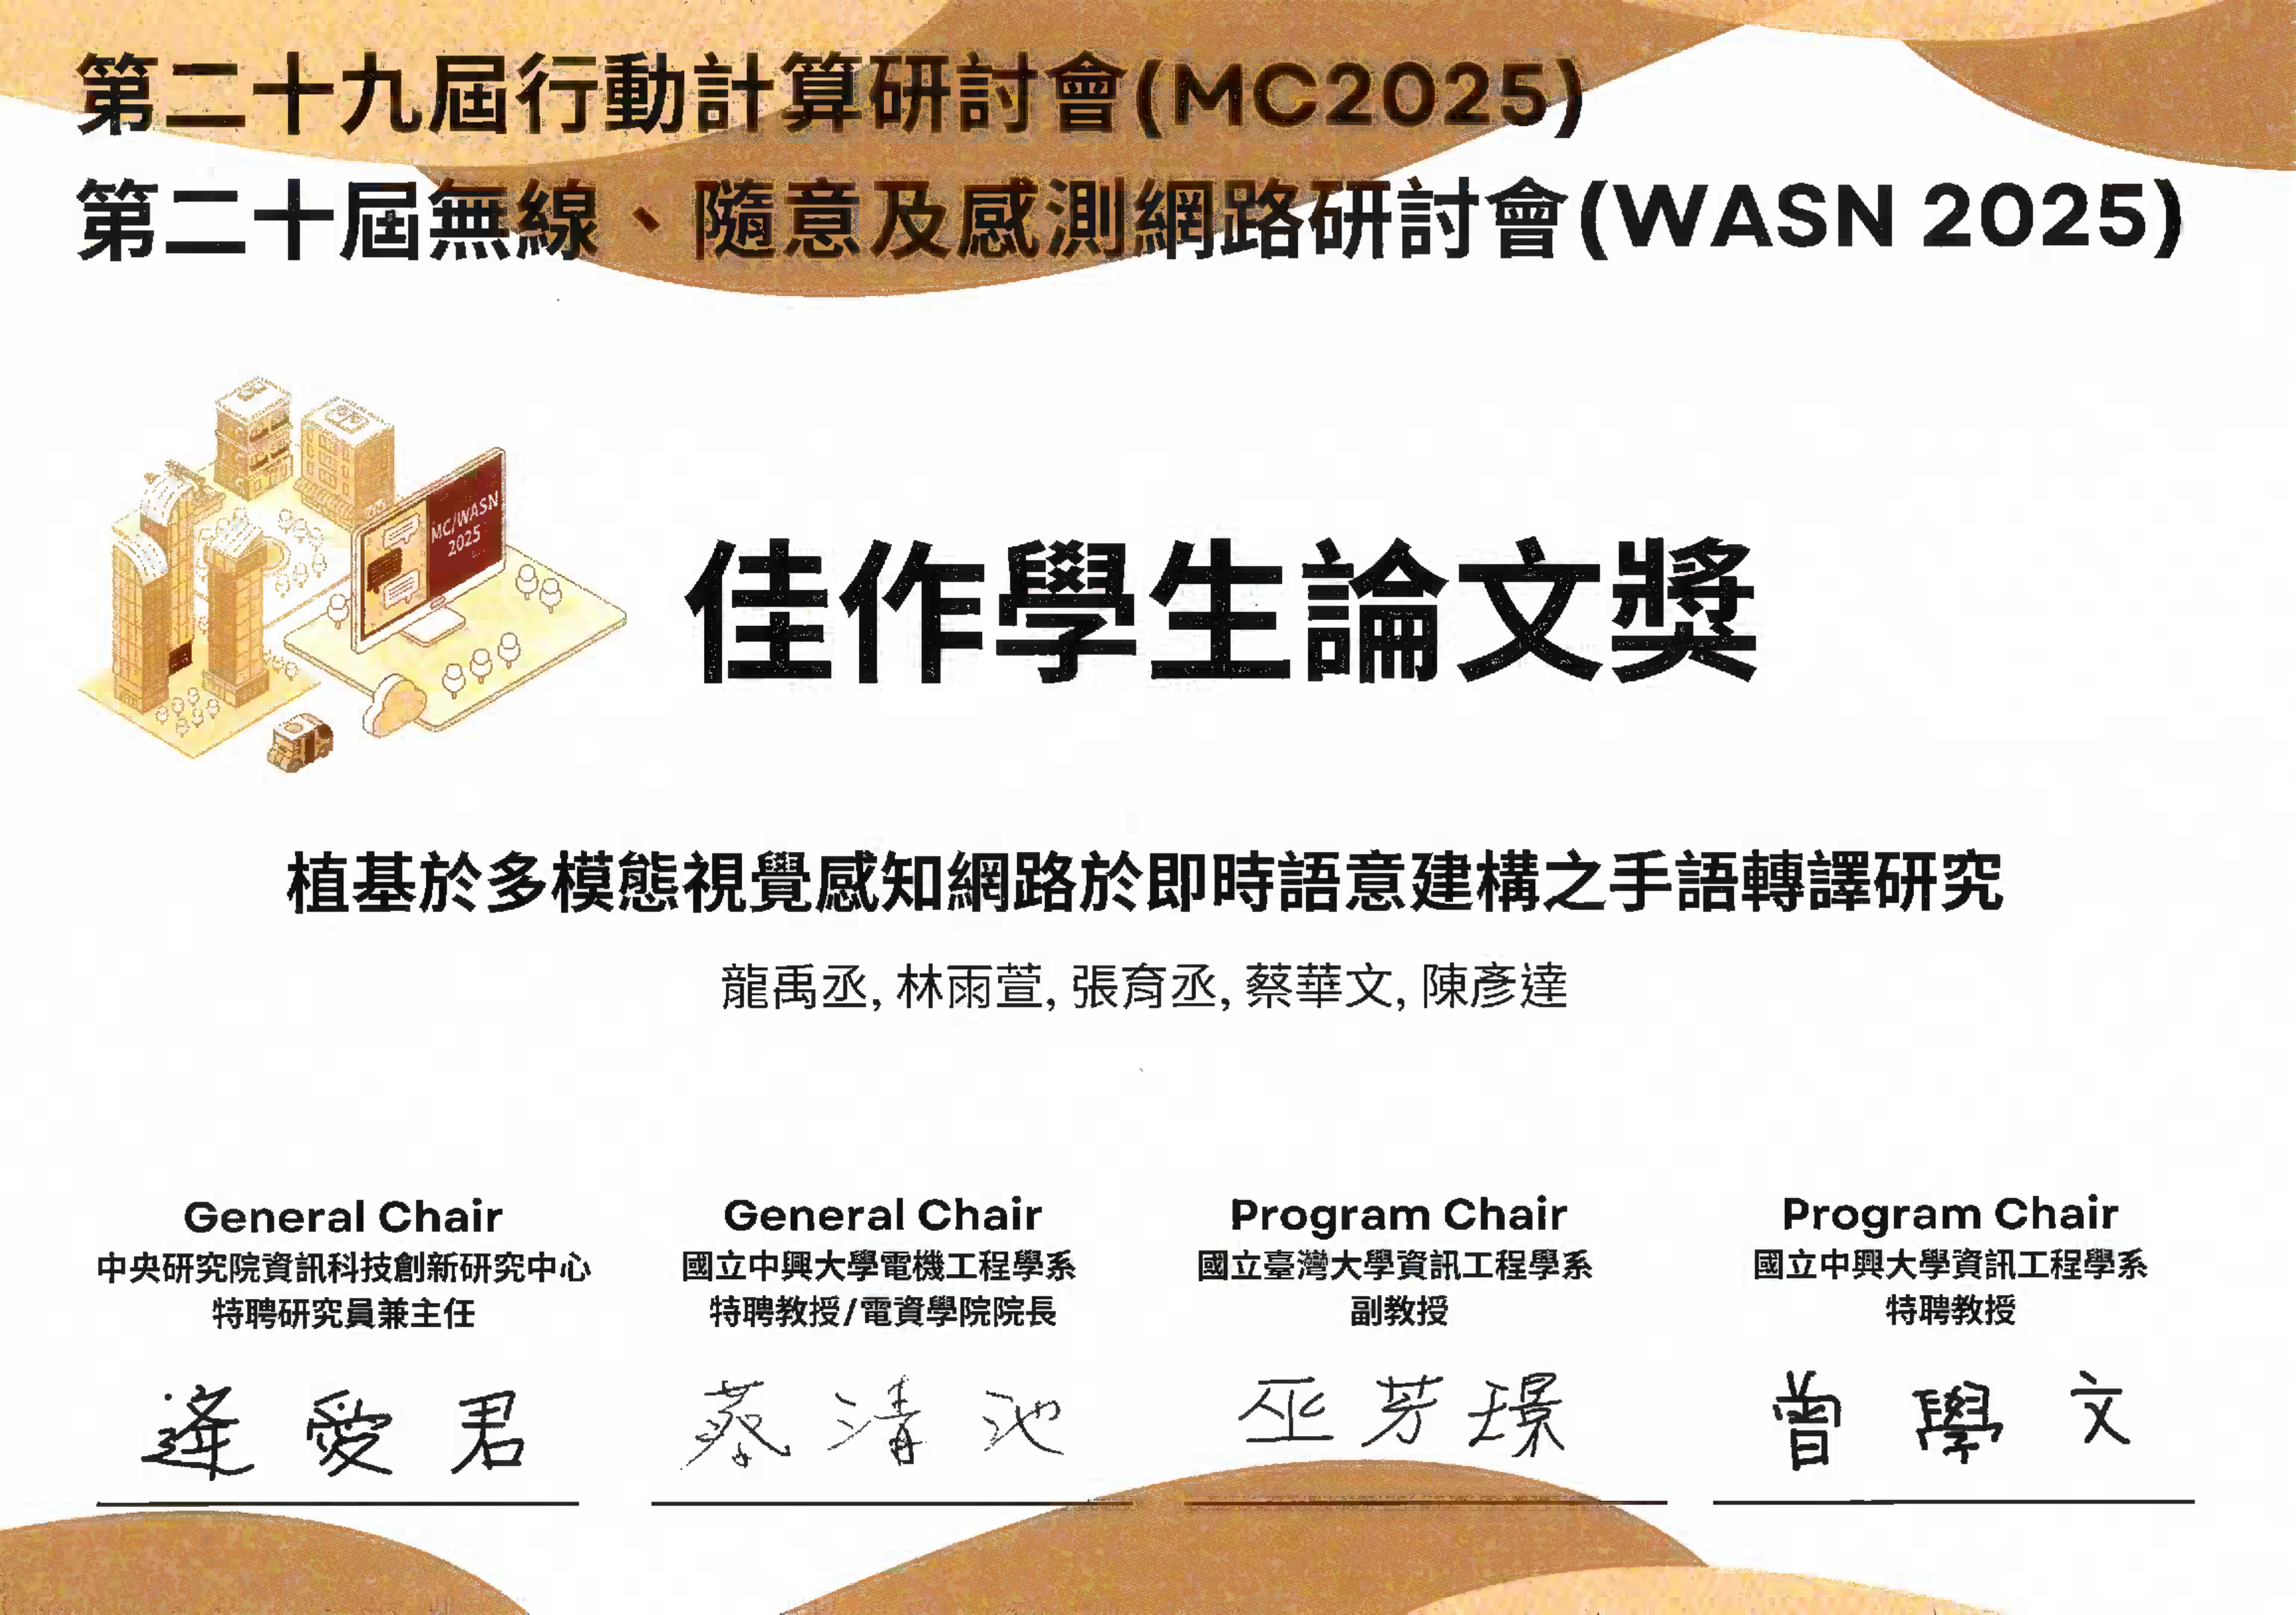 第二十九屆行動計算研討會(MC2025)
第二十屆無線、隨意及感測網路研討會(WASN 2025)
MC/WASN
2025
佳作學生論文獎
植基於多模態視覺感知網路於即時語意建構之手語轉譯研究
龍禹丞, 林雨萱, 張育丞, 蔡華文, 陳彥達
General Chair
中央研究院資訊科技創新研究中心
特聘研究員兼主任
逄愛君
General Chair
國立中興大學電機工程學系
特聘教授/電資學院院長
蔡清池
Program Chair
國立臺灣大學資訊工程學系
副教授
巫芳璟
Program Chair
國立中興大學資訊工程學系
特聘教授
曾學文